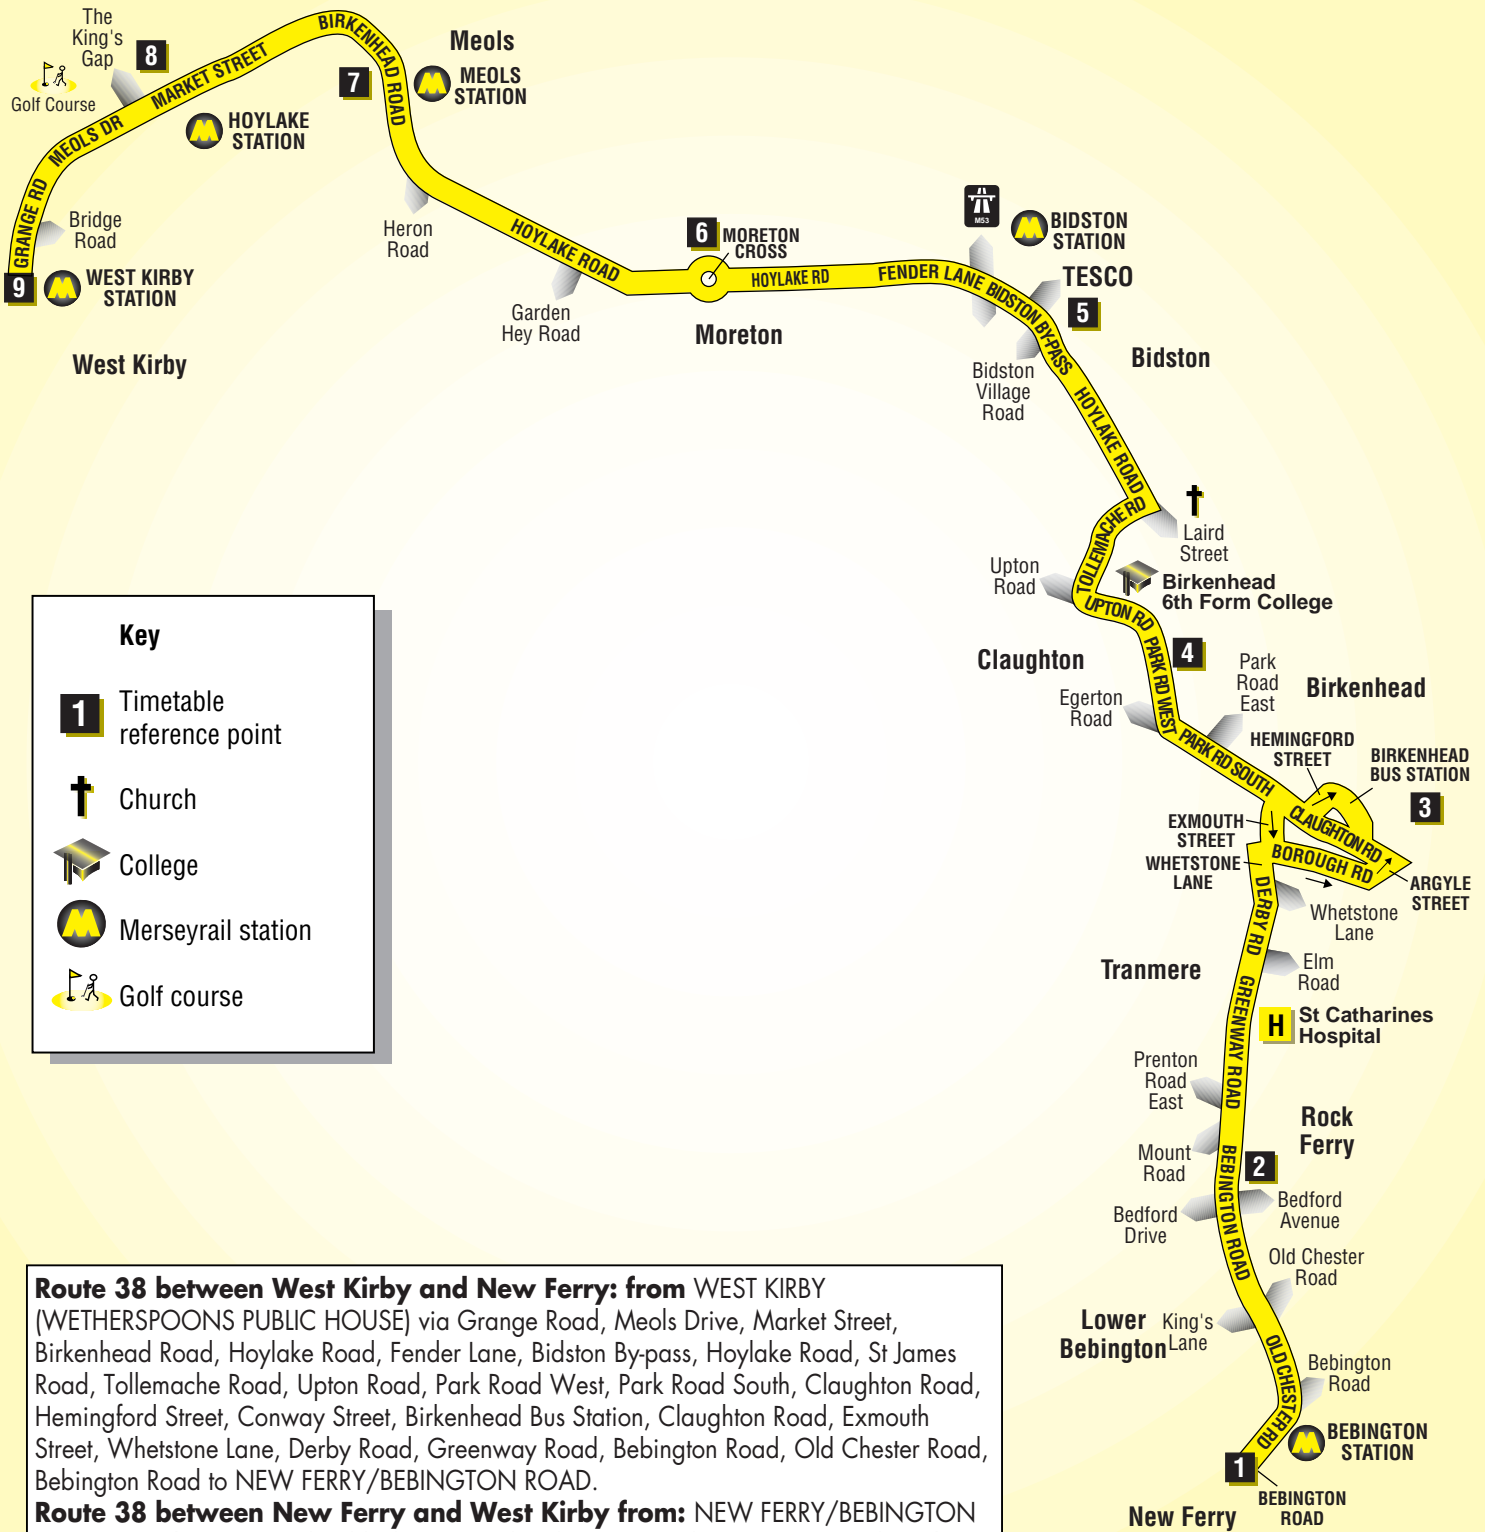 The
King's
Gap
8
Golf Course
MEOLS DR
MARKET STREET
BIRKENHEAD ROAD
7
Meols
MEOLS
STATION
HOYLAKE
STATION
GRANGE RD
Bridge
Road
9
WEST KIRBY
STATION
West Kirby
Heron
Road
HOYLAKE ROAD
Garden
Hey Road
6
MORETON
CROSS
Moreton
HOYLAKE RD
FENDER LANE
M53
BIDSTON
STATION
TESCO
5
BIDSTON BY-PASS
Bidston
Bidston
Village
Road
HOYLAKE ROAD
Laird
Street
TOLLEMACHE RD
Upton
Road
Birkenhead
6th Form College
UPTON RD
Claughton
4
PARK RD WEST
Egerton
Road
Park
Road
East
Birkenhead
PARK RD SOUTH
HEMINGFORD
STREET
BIRKENHEAD
BUS STATION
3
EXMOUTH
STREET
CLAUGHTON RD
WHETSTONE
LANE
BOROUGH RD
ARGYLE
STREET
DERBY RD
Whetstone
Lane
Tranmere
Elm
Road
GREENWAY ROAD
H
St Catharines
Hospital
Prenton
Road
East
Rock
Ferry
Mount
Road
2
BEBINGTON ROAD
Bedford
Drive
Bedford
Avenue
Old Chester
Road
Lower
Bebington
King's
Lane
OLD CHESTER RD
Bebington
Road
BEBINGTON
STATION
1
BEBINGTON
ROAD
New Ferry
Key
1
Timetable
reference point
Church
College
Merseyrail station
Golf course
Route 38 between West Kirby and New Ferry: from WEST KIRBY
(WETHERSPOONS PUBLIC HOUSE) via Grange Road, Meols Drive, Market Street,
Birkenhead Road, Hoylake Road, Fender Lane, Bidston By-pass, Hoylake Road, St James
Road, Tollemache Road, Upton Road, Park Road West, Park Road South, Claughton Road,
Hemingford Street, Conway Street, Birkenhead Bus Station, Claughton Road, Exmouth
Street, Whetstone Lane, Derby Road, Greenway Road, Bebington Road, Old Chester Road,
Bebington Road to NEW FERRY/BEBINGTON ROAD.
Route 38 between New Ferry and West Kirby from: NEW FERRY/BEBINGTON